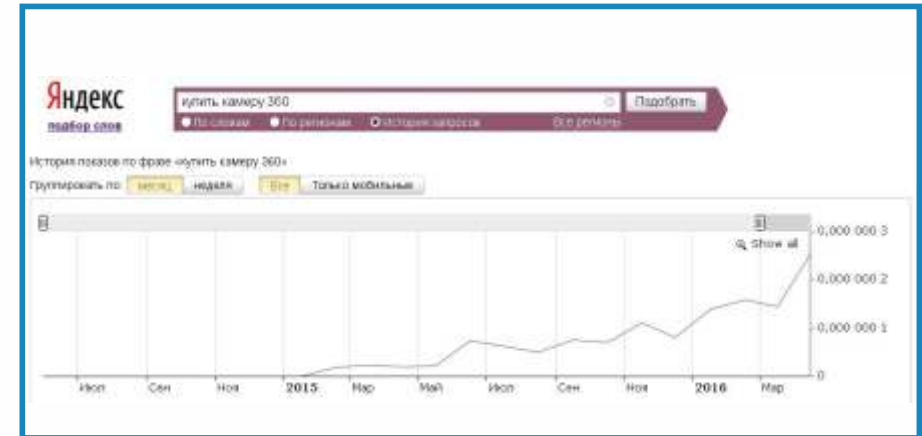 Яндекс
подбор слов
купить камеру 360
Подобрать
По словам По регионам История запросов Все регионы
История показов по фразе «купить камеру 360»
Группировать по: месяц неделя Все Только мобильные
Show all
0,000 000 3
0,000 000 2
0,000 000 1
0
Июл Сен Ноя 2015 Мар Май Июл Сен Ноя 2016 Мар